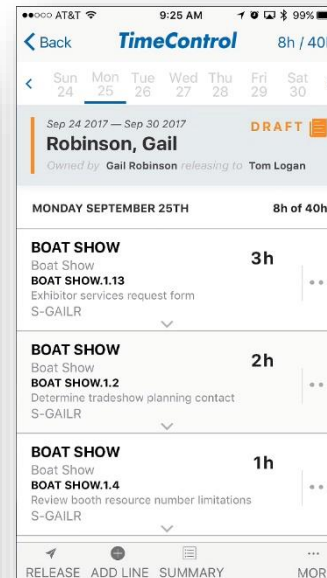 AT&T 9:25 AM 99%
Back TimeControl 8h / 40h
Sun Mon Tue Wed Thu Fri Sat
24 25 26 27 28 29 30
Sep 24 2017 — Sep 30 2017
DRAFT
Robinson, Gail
Owned by Gail Robinson releasing to Tom Logan
MONDAY SEPTEMBER 25TH 8h of 40h
BOAT SHOW
Boat Show
3h
BOAT SHOW.1.13
Exhibitor services request form
S-GAILR
BOAT SHOW
Boat Show
2h
BOAT SHOW.1.2
Determine tradeshow planning contact
S-GAILR
BOAT SHOW
Boat Show
1h
BOAT SHOW.1.4
Review booth resource number limitations
S-GAILR
RELEASE ADD LINE SUMMARY MOR